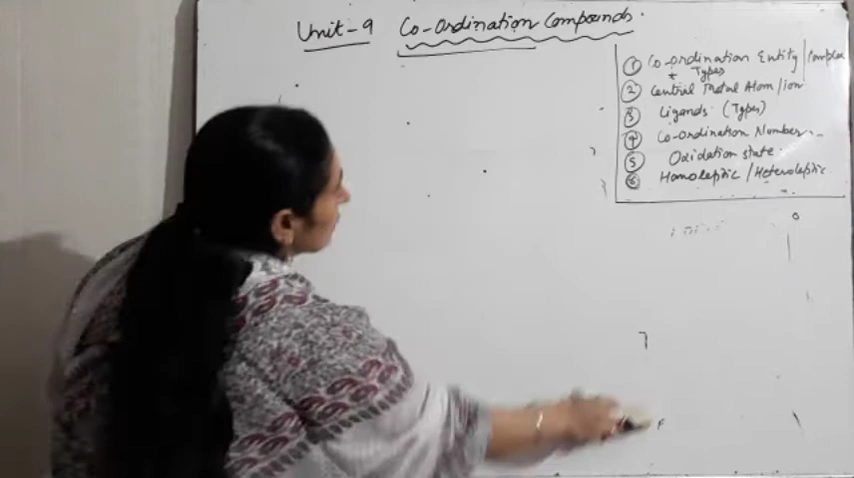 Unit-9 Co-ordination Compounds.
① Co-ordination Entity/Complex
+ Types
② Central Metal Atom/ion
③ Ligands (Types)
④ Co-ordination Number
⑤ Oxidation state
⑥ Homoleptic/Heteroleptic